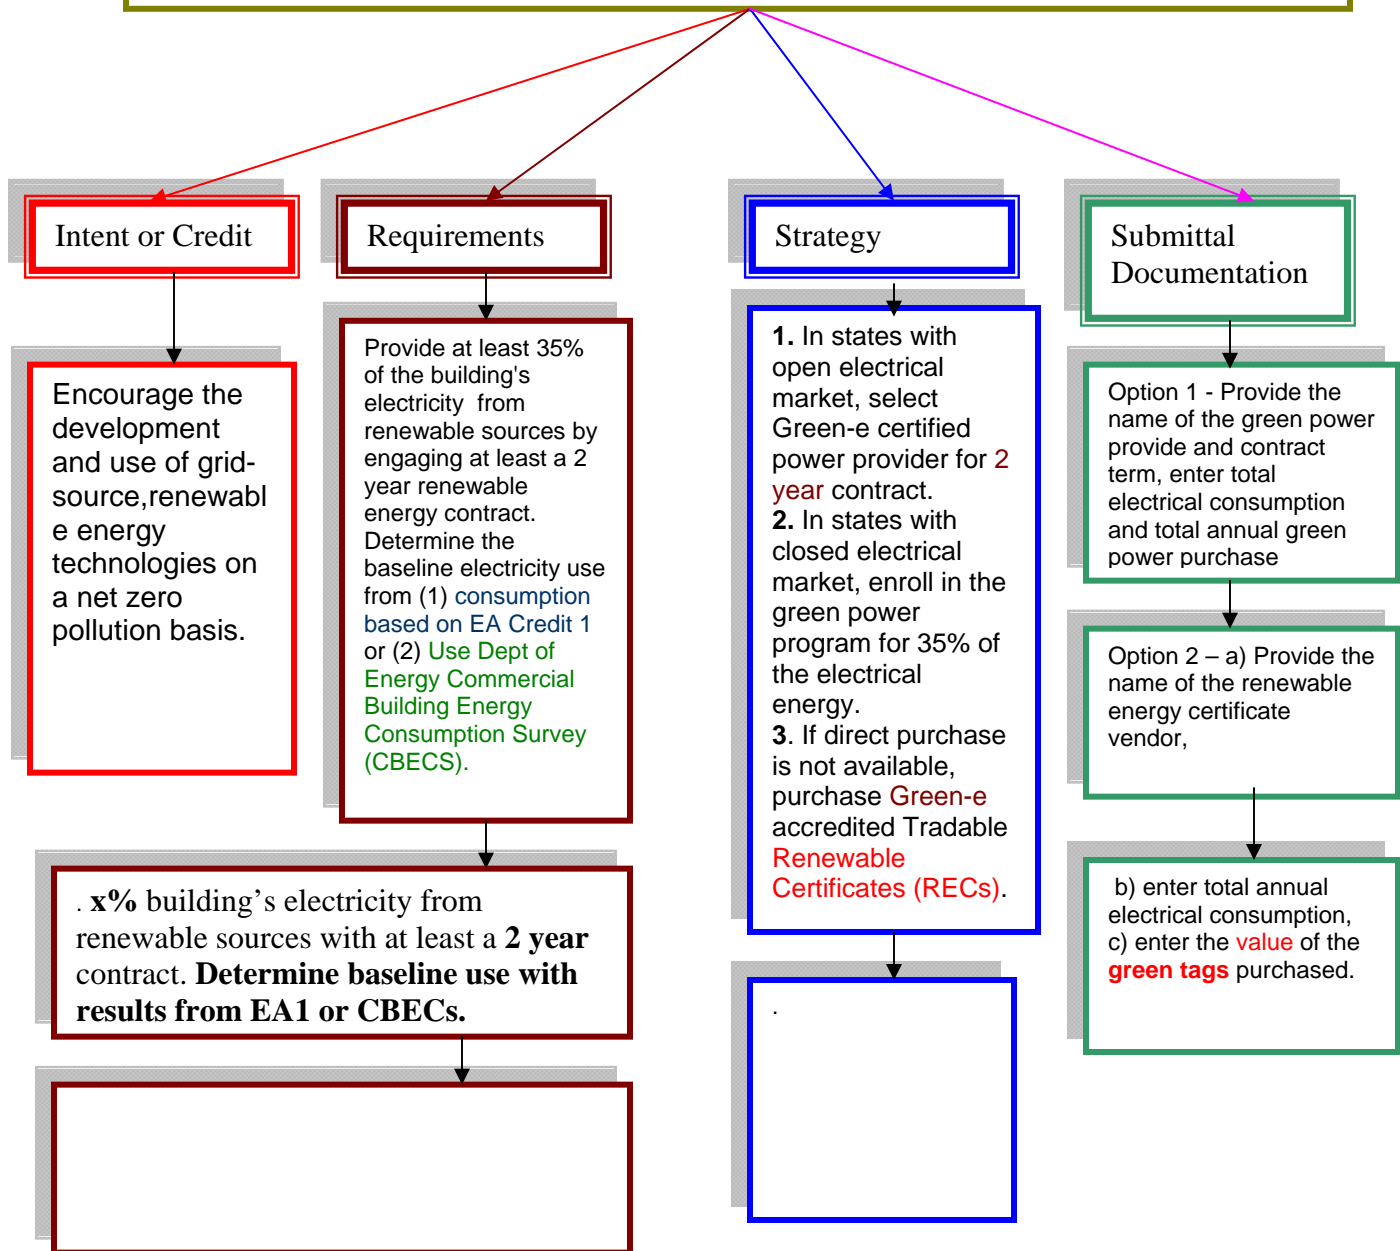 Intent or Credit
Encourage the
development
and use of grid-
source,renewabl
e energy
technologies on
a net zero
pollution basis.
Requirements
Provide at least 35%
of the building's
electricity  from
renewable sources by
engaging at least a 2
year renewable
energy contract.
Determine the
baseline electricity use
from (1) consumption
based on EA Credit 1
or (2) Use Dept of
Energy Commercial
Building Energy
Consumption Survey
(CBECS).
. x% building’s electricity from
renewable sources with at least a 2 year
contract. Determine baseline use with
results from EA1 or CBECs.
Strategy
1. In states with
open electrical
market, select
Green-e certified
power provider for 2
year contract.
2. In states with
closed electrical
market, enroll in the
green power
program for 35% of
the electrical
energy.
3. If direct purchase
is not available,
purchase Green-e
accredited Tradable
Renewable
Certificates (RECs).
.
Submittal
Documentation
Option 1 - Provide the
name of the green power
provide and contract
term, enter total
electrical consumption
and total annual green
power purchase
Option 2 – a) Provide the
name of the renewable
energy certificate
vendor,
b) enter total annual
electrical consumption,
c) enter the value of the
green tags purchased.